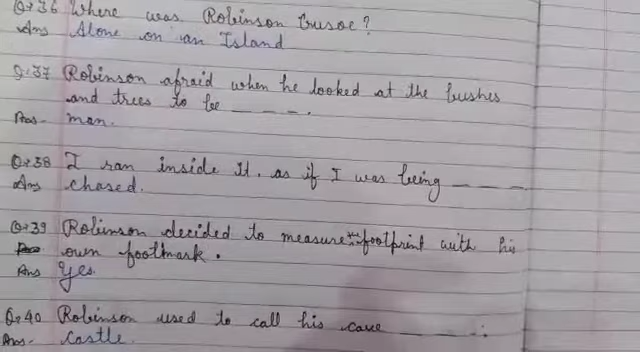 Q.36 Where was Robinson Crusoe?
Ans Alone on an Island
Q.37 Robinson afraid when he looked at the bushes
and trees to be ____.
Ans- man.
Q.38 I ran inside it. as if I was being ____
Ans chased.
Q.39 Robinson decided to measure the footprint with his
own footmark.
Ans Yes.
Q.40 Robinson used to call his cave ____.
Ans- Castle.